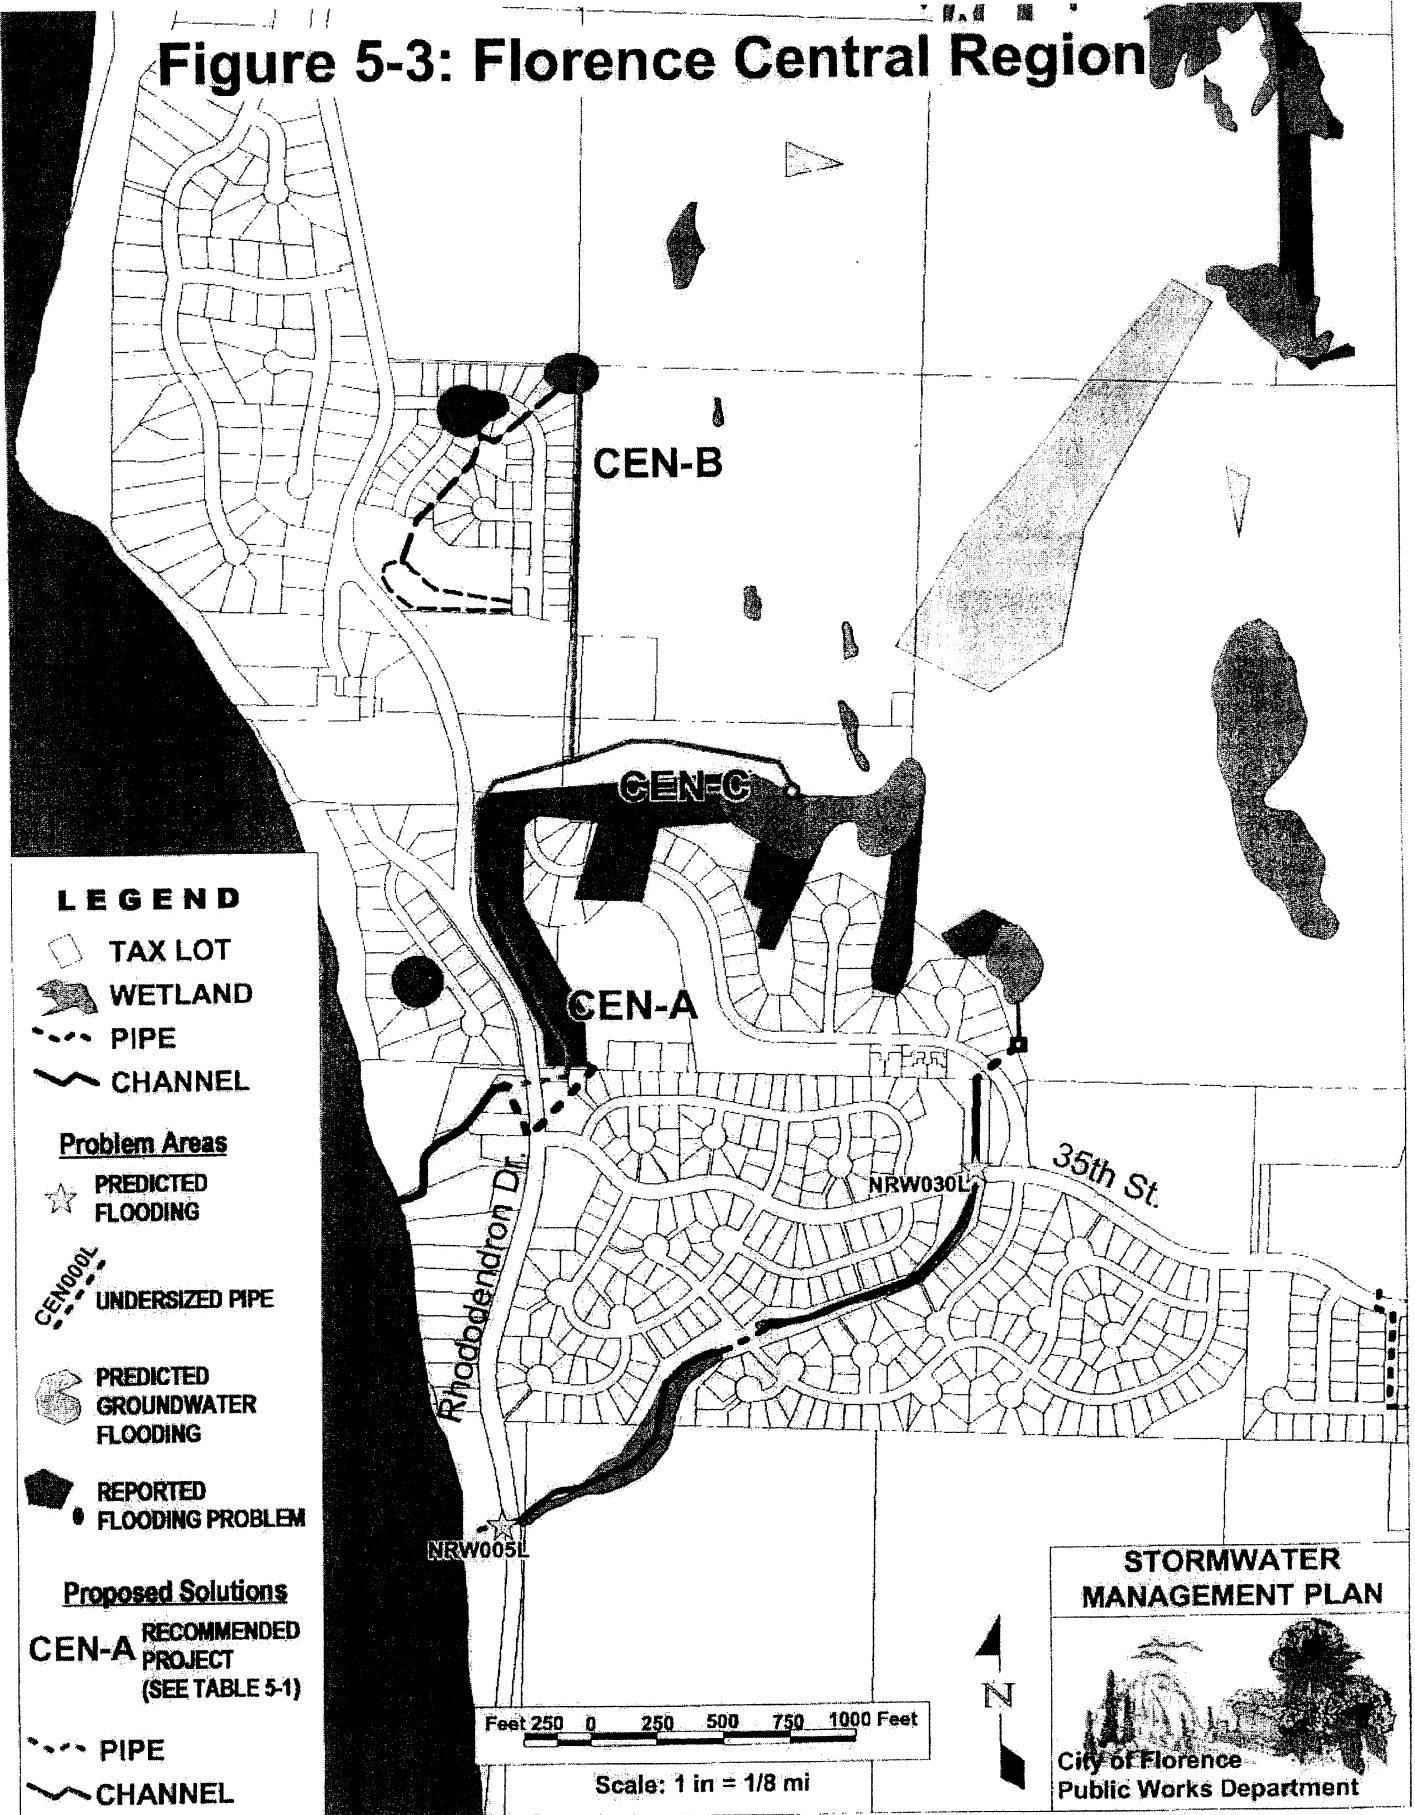 Figure 5-3: Florence Central Region
CEN-B
CEN-C
CEN-A
NRW030L
35th St.
Rhododendron Dr.
NRW005L
LEGEND
TAX LOT
WETLAND
PIPE
CHANNEL
Problem Areas
PREDICTED
FLOODING
CEN000L
UNDERSIZED PIPE
PREDICTED
GROUNDWATER
FLOODING
REPORTED
FLOODING PROBLEM
Proposed Solutions
CEN-A
RECOMMENDED
PROJECT
(SEE TABLE 5-1)
PIPE
CHANNEL
Feet 250 0 250 500 750 1000 Feet
Scale: 1 in = 1/8 mi
N
STORMWATER
MANAGEMENT PLAN
City of Florence
Public Works Department